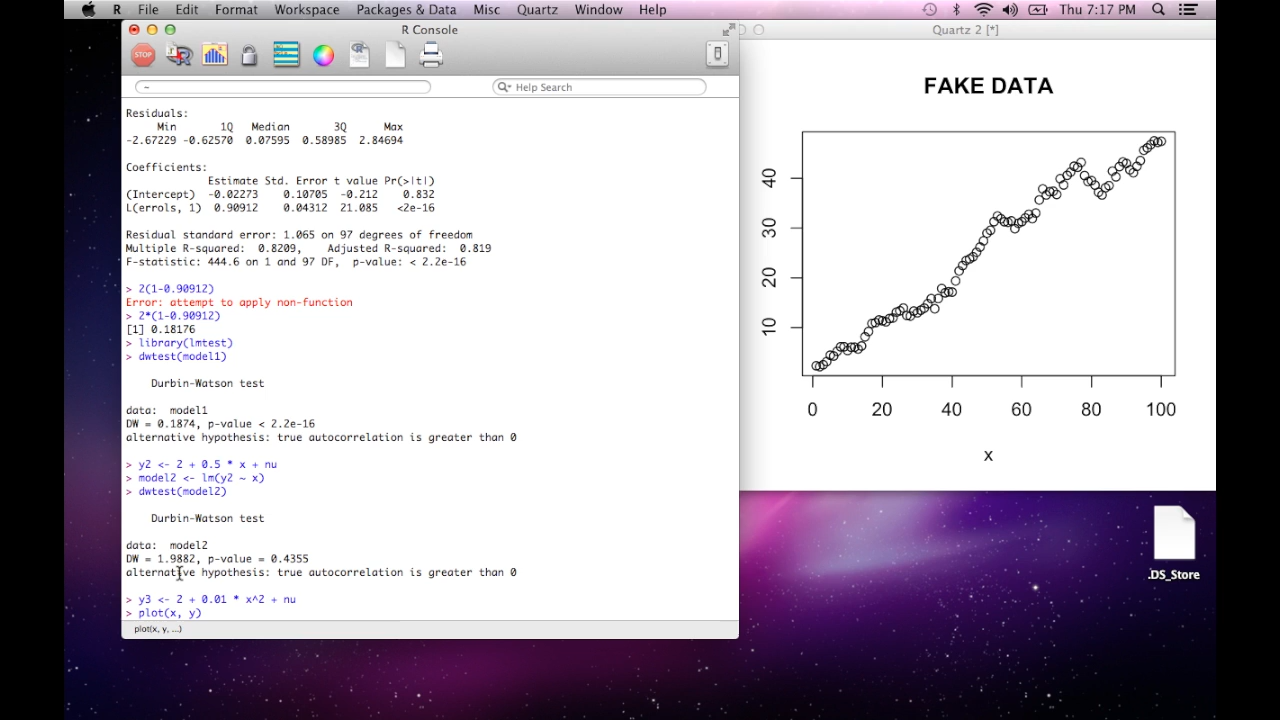 R File Edit Format Workspace Packages & Data Misc Quartz Window Help Thu 7:17 PM
R Console
STOP
~
Help Search
Residuals:
Min 1Q Median 3Q Max
-2.67229 -0.62570 0.07595 0.58985 2.84694
Coefficients:
Estimate Std. Error t value Pr(>|t|)
(Intercept) -0.02273 0.10705 -0.212 0.832
L(errols, 1) 0.90912 0.04312 21.085 <2e-16
Residual standard error: 1.065 on 97 degrees of freedom
Multiple R-squared: 0.8209, Adjusted R-squared: 0.819
F-statistic: 444.6 on 1 and 97 DF, p-value: < 2.2e-16
> 2(1-0.90912)
Error: attempt to apply non-function
> 2*(1-0.90912)
[1] 0.18176
> library(lmtest)
> dwtest(model1)
Durbin-Watson test
data: model1
DW = 0.1874, p-value < 2.2e-16
alternative hypothesis: true autocorrelation is greater than 0
> y2 <- 2 + 0.5 * x + nu
> model2 <- lm(y2 ~ x)
> dwtest(model2)
Durbin-Watson test
data: model2
DW = 1.9882, p-value = 0.4355
alternative hypothesis: true autocorrelation is greater than 0
> y3 <- 2 + 0.01 * x^2 + nu
> plot(x, y)
plot(x, y, ...)
Quartz 2 [*]
FAKE DATA
40
30
20
10
0 20 40 60 80 100
x
.DS_Store